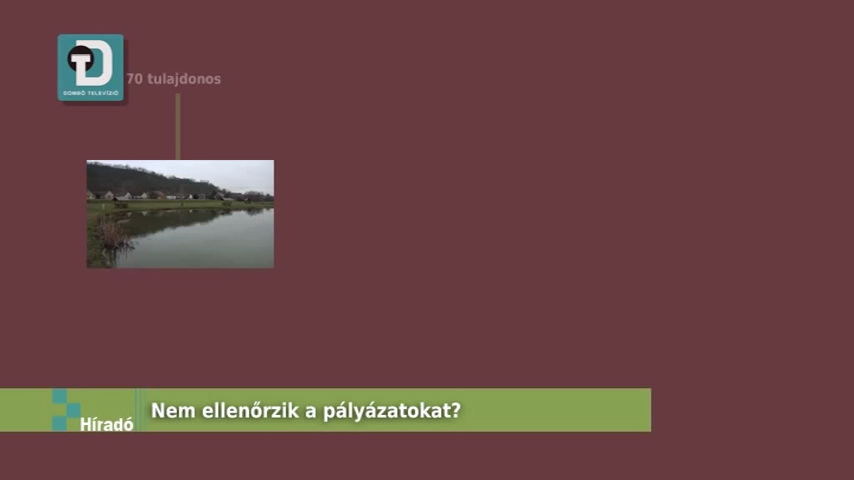 DOMBÓ TELEVÍZIÓ
70 tulajdonos
Híradó
Nem ellenőrzik a pályázatokat?